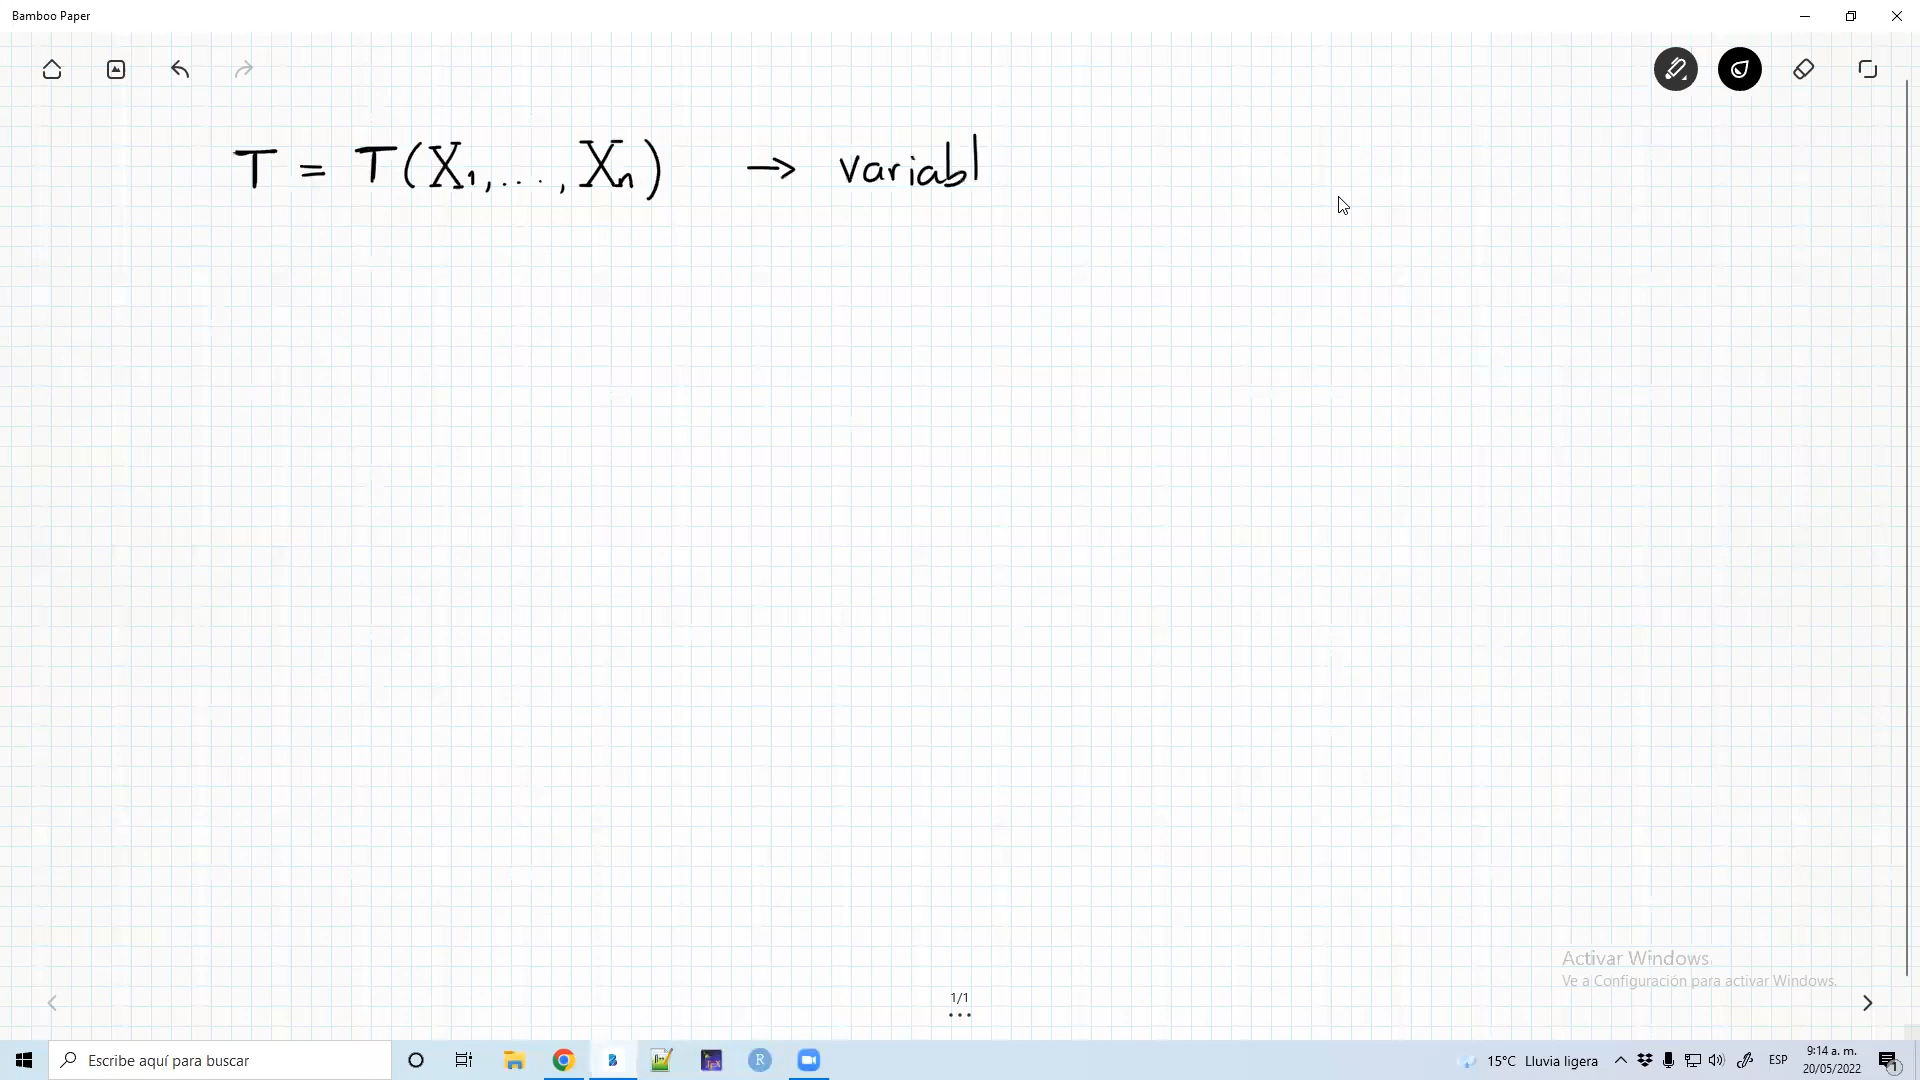 Bamboo Paper
T = T(X₁,...,Xₙ) → variabl
Activar Windows
Ve a Configuración para activar Windows.
1/1
Escribe aquí para buscar
15°C Lluvia ligera
ESP
9:14 a. m.
20/05/2022